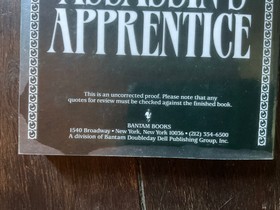 ASSASSIN'S
APPRENTICE
This is an uncorrected proof. Please note that any
quotes for review must be checked against the finished book.
BANTAM BOOKS
1540 Broadway • New York, New York 10036 • (212) 354-6500
A division of Bantam Doubleday Dell Publishing Group, Inc.